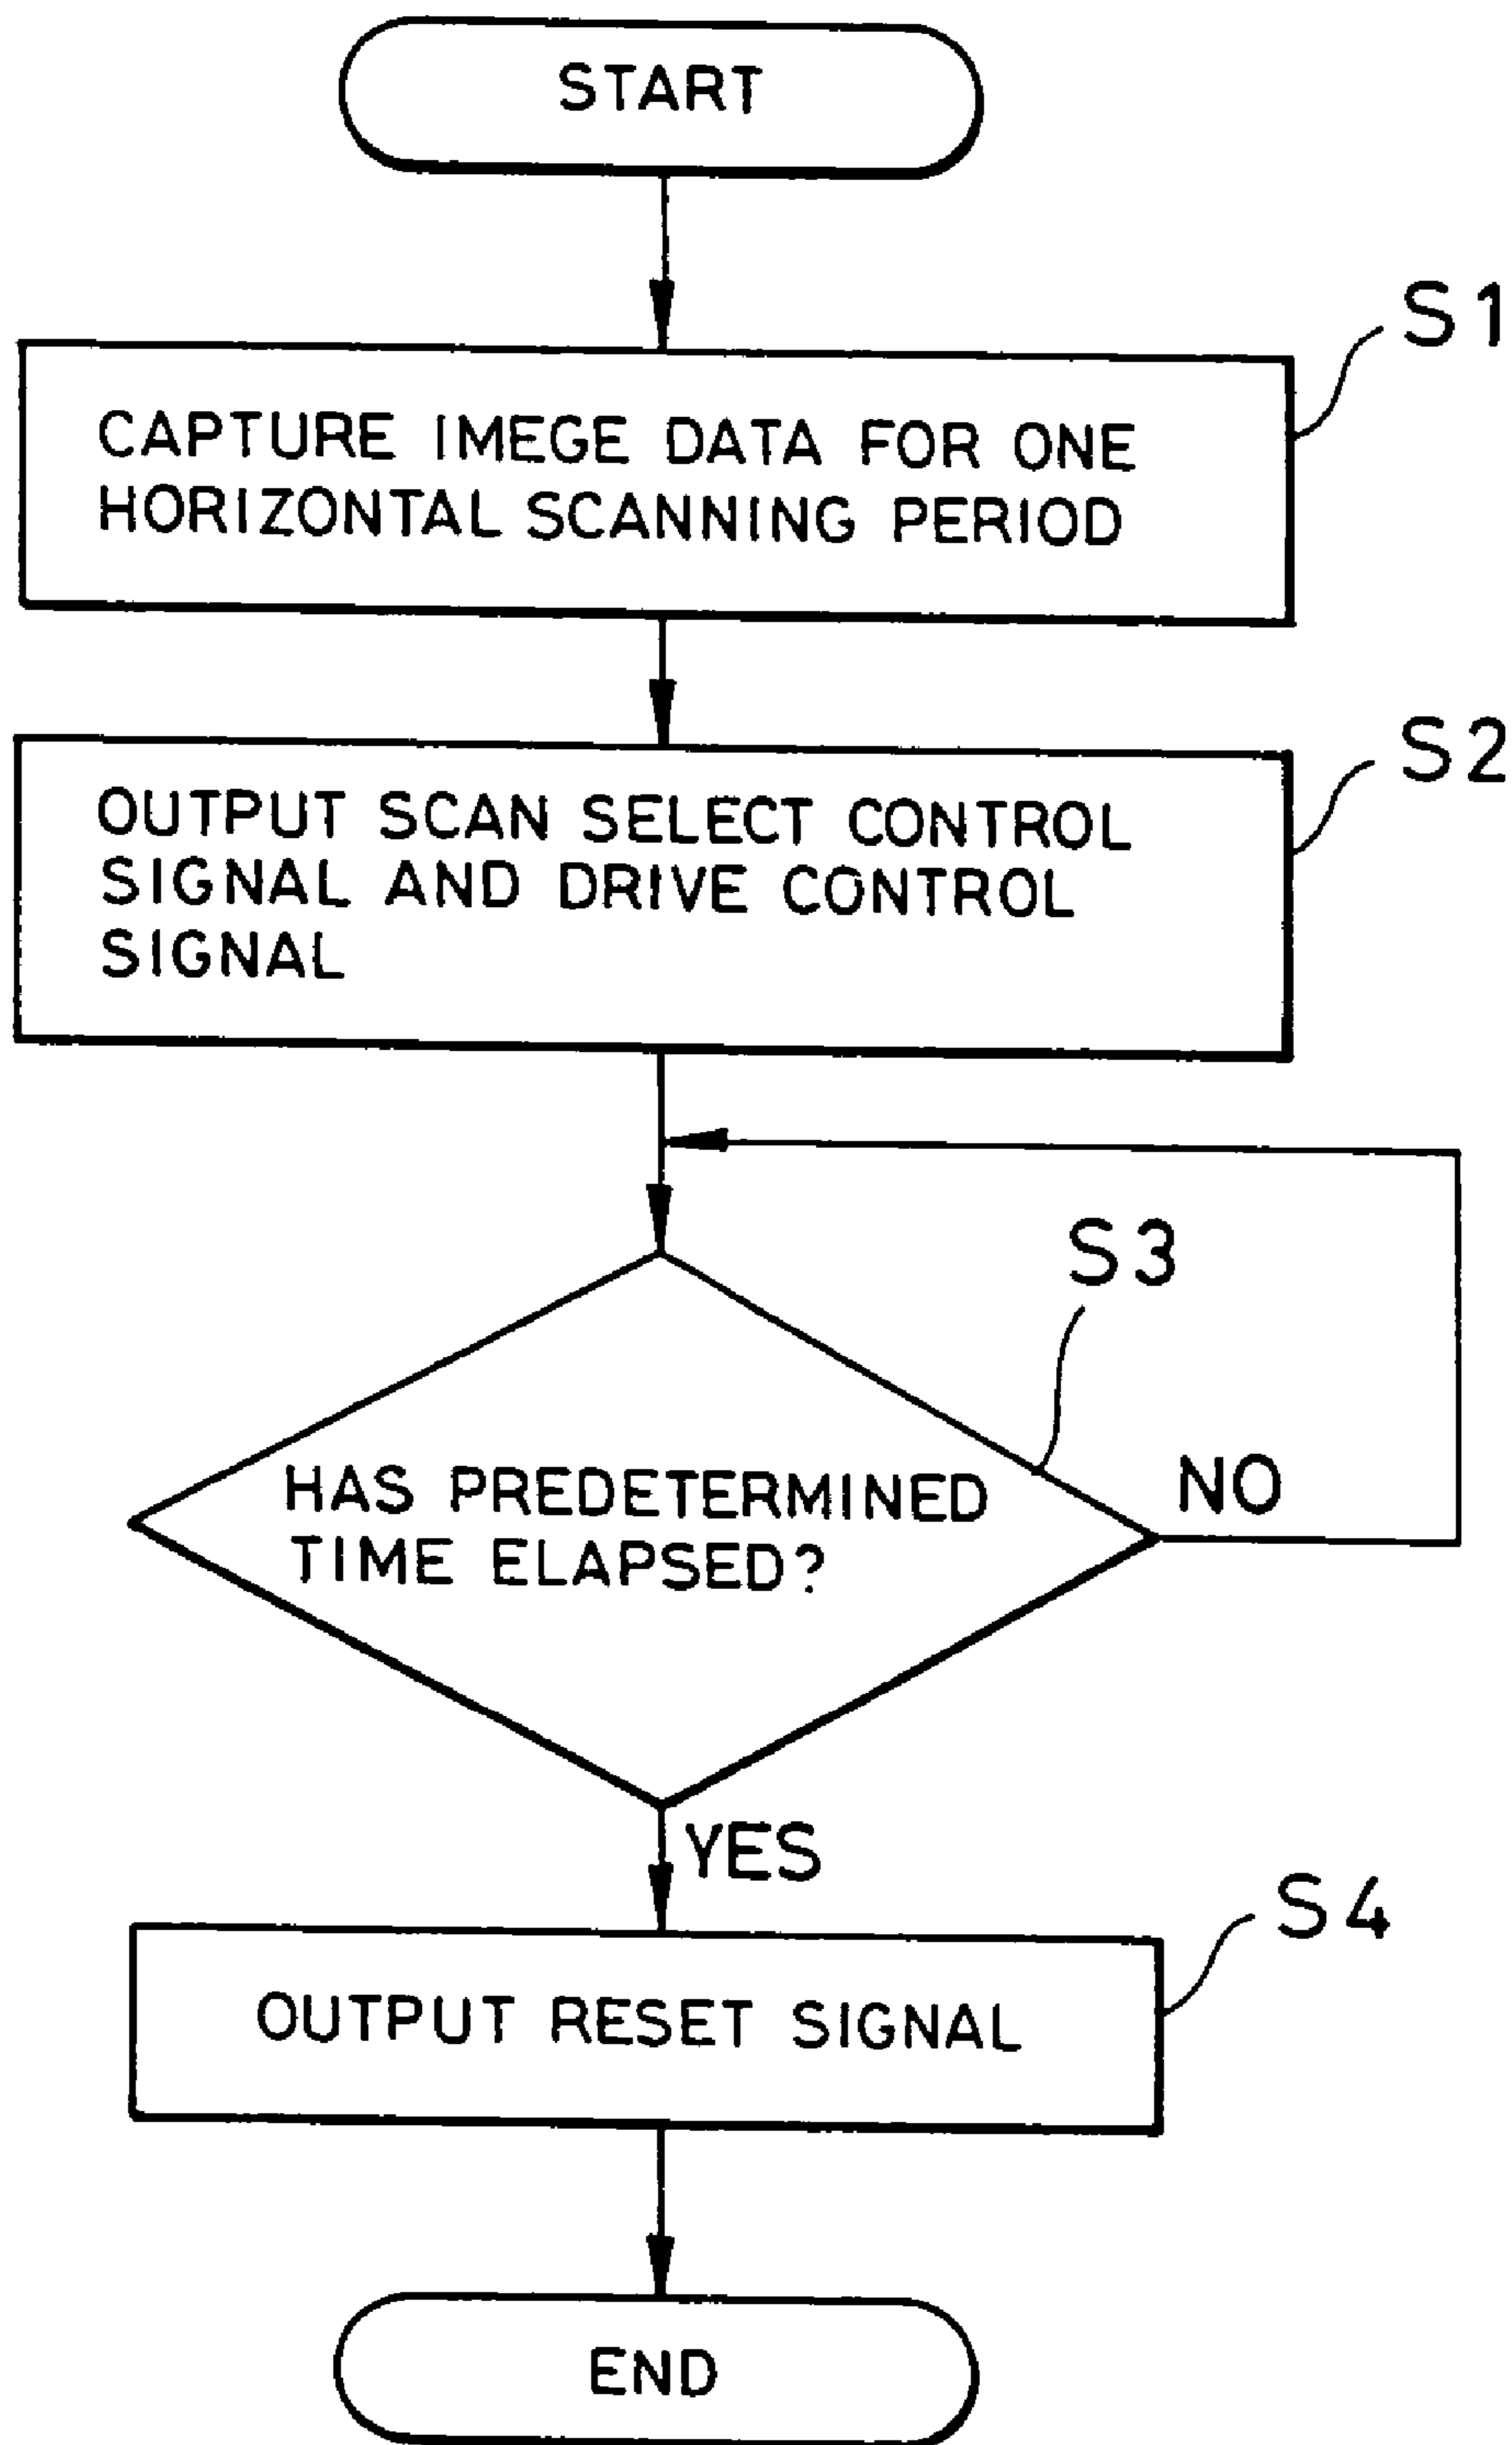 START
S1
CAPTURE IMEGE DATA FOR ONE
HORIZONTAL SCANNING PERIOD
S2
OUTPUT SCAN SELECT CONTROL
SIGNAL AND DRIVE CONTROL
SIGNAL
S3
HAS PREDETERMINED
TIME ELAPSED?
NO
YES
S4
OUTPUT RESET SIGNAL
END